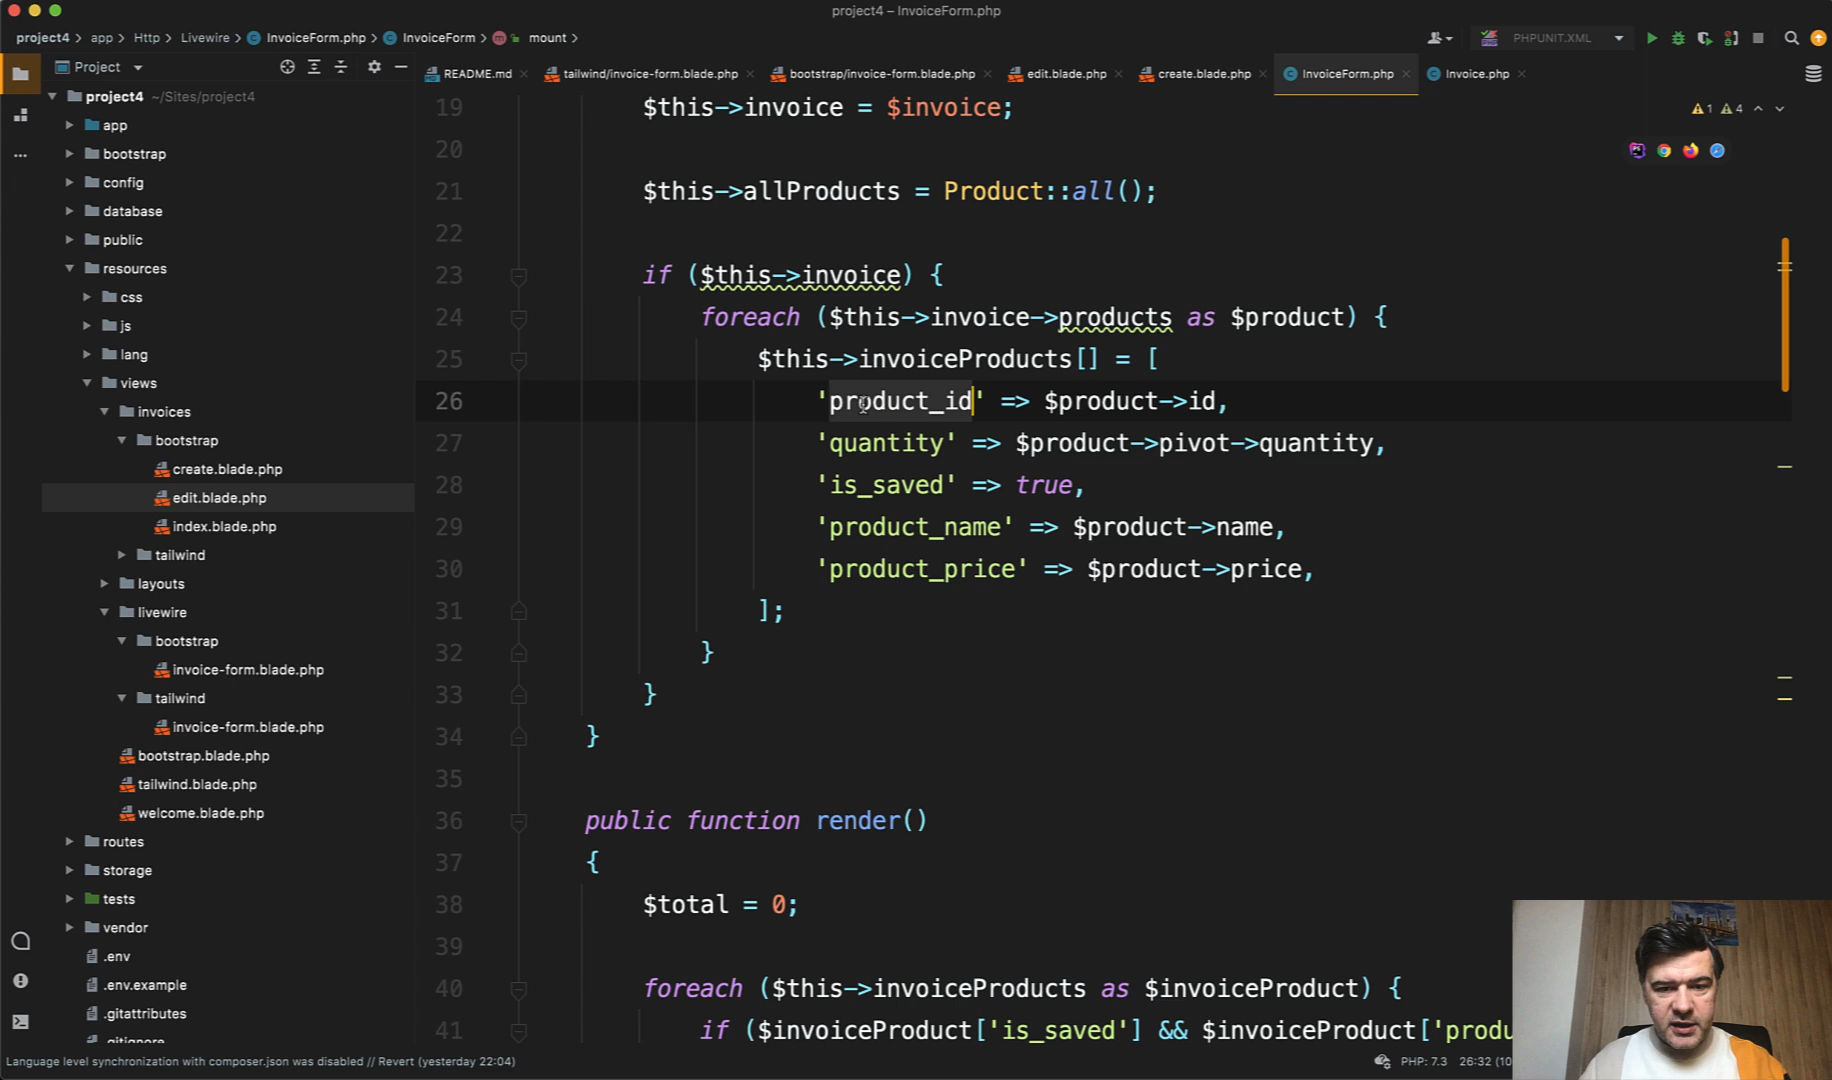 project4 – InvoiceForm.php
project4 app Http Livewire InvoiceForm.php InvoiceForm m mount
PHPUNIT.XML
Project
README.md tailwind/invoice-form.blade.php bootstrap/invoice-form.blade.php edit.blade.php create.blade.php InvoiceForm.php Invoice.php
project4 ~/Sites/project4
app
bootstrap
config
database
public
resources
css
js
lang
views
invoices
bootstrap
create.blade.php
edit.blade.php
index.blade.php
tailwind
layouts
livewire
bootstrap
invoice-form.blade.php
tailwind
invoice-form.blade.php
bootstrap.blade.php
tailwind.blade.php
welcome.blade.php
routes
storage
tests
vendor
.env
.env.example
.gitattributes
.gitignore
1 4
19 $this->invoice = $invoice;
20
21 $this->allProducts = Product::all();
22
23 if ($this->invoice) {
24 foreach ($this->invoice->products as $product) {
25 $this->invoiceProducts[] = [
26 'product_id' => $product->id,
27 'quantity' => $product->pivot->quantity,
28 'is_saved' => true,
29 'product_name' => $product->name,
30 'product_price' => $product->price,
31 ];
32 }
33 }
34 }
35
36 public function render()
37 {
38 $total = 0;
39
40 foreach ($this->invoiceProducts as $invoiceProduct) {
41 if ($invoiceProduct['is_saved'] && $invoiceProduct['produ
Language level synchronization with composer.json was disabled // Revert (yesterday 22:04)
PHP: 7.3 26:32 (10